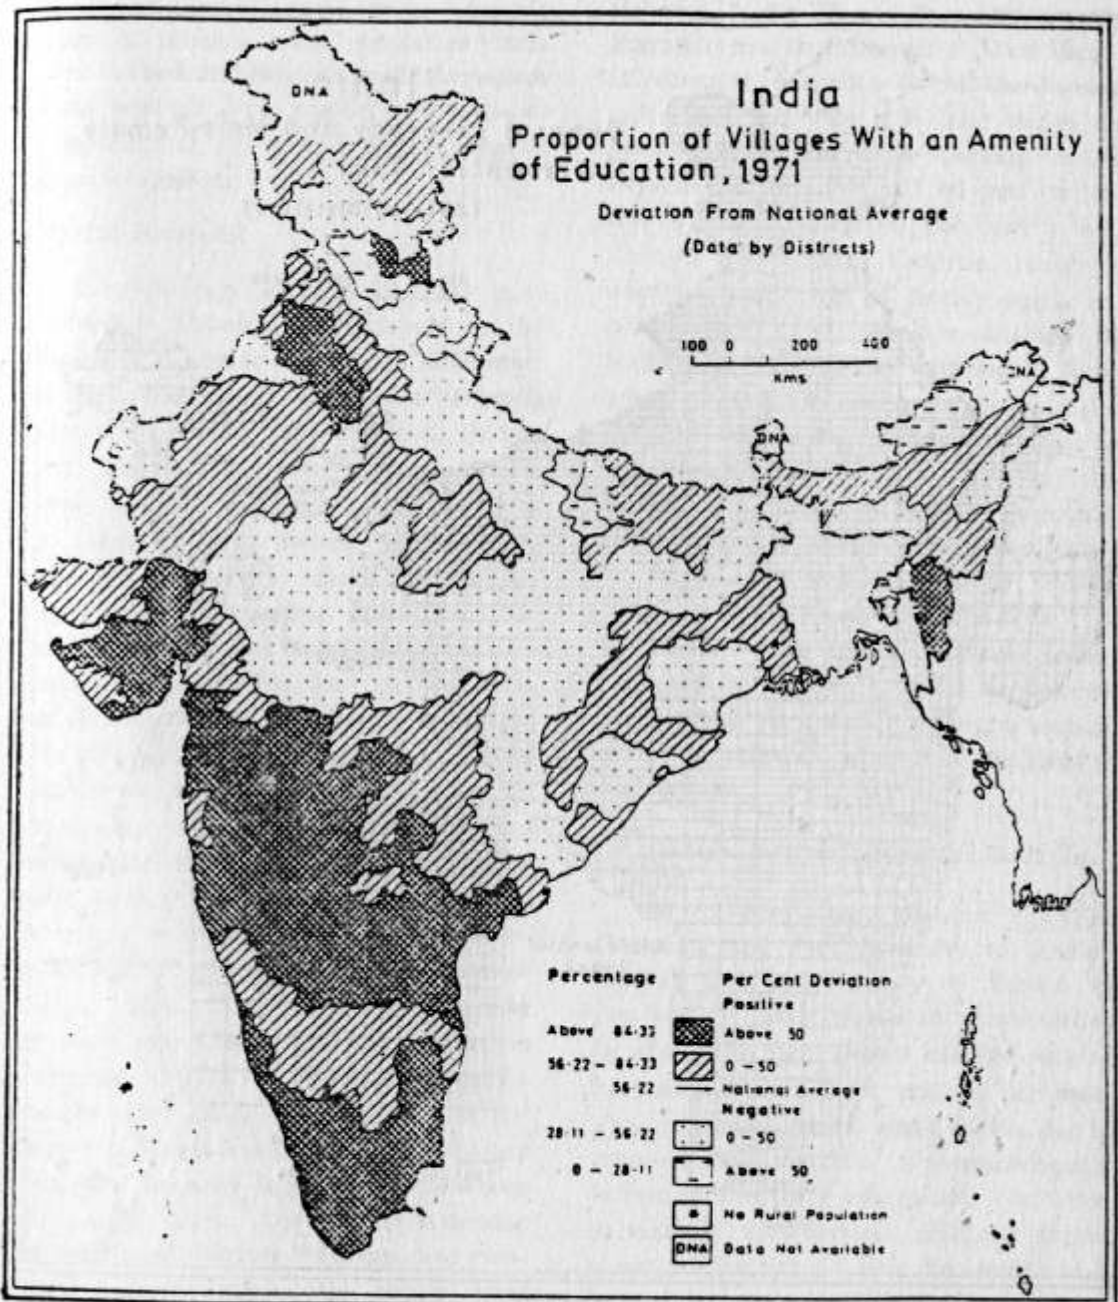 India
Proportion of Villages With an Amenity
of Education, 1971
Deviation From National Average
(Data by Districts)
DNA
100 0 200 400
Kms
DNA
DNA
Percentage Per Cent Deviation
Positive
Above 84·33 Above 50
56·22 – 84·33 0 – 50
56·22 National Average
Negative
28·11 – 56·22 0 – 50
0 – 28·11 Above 50
No Rural Population
DNA Data Not Available